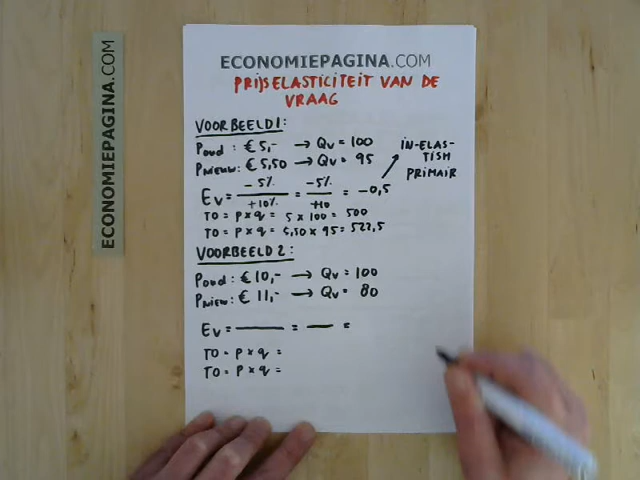 ECONOMIEPAGINA.COM
ECONOMIEPAGINA.COM
PRIJSELASTICITEIT VAN DE
VRAAG
VOORBEELD 1:
POUD : € 5,- → QV = 100
PNIEUW: € 5,50 → QV = 95
IN-ELAS-
TISH
PRIMAIR
EV = -5% / +10% = -5% / +10 = -0,5
TO = P × q = 5 × 100 = 500
TO = P × q = 5,50 × 95 = 522,5
VOORBEELD 2:
POUD : € 10,- → QV = 100
PNIEW : € 11,- → QV = 80
EV = —— = —— =
TO = P × q =
TO = P × q =